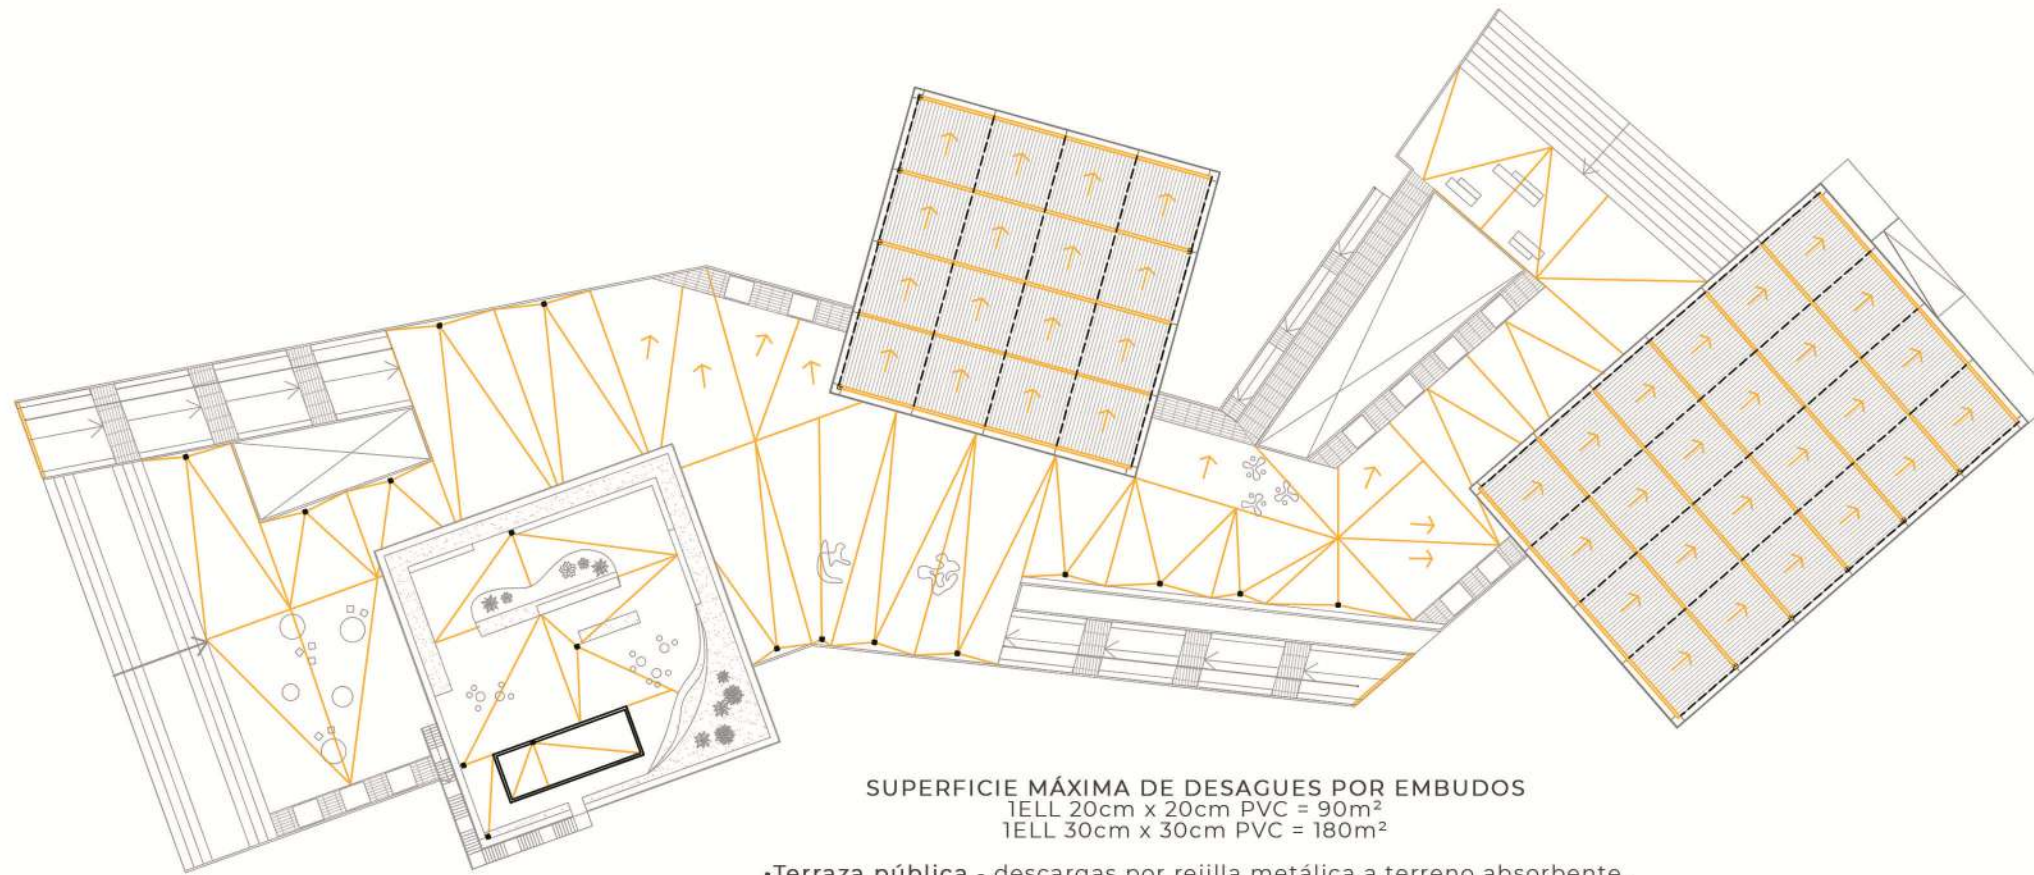 SUPERFICIE MÁXIMA DE DESAGUES POR EMBUDOS
1ELL 20cm x 20cm PVC = 90m²
1ELL 30cm x 30cm PVC = 180m²
•Terraza pública - descargas por rejilla metálica a terreno absorbente